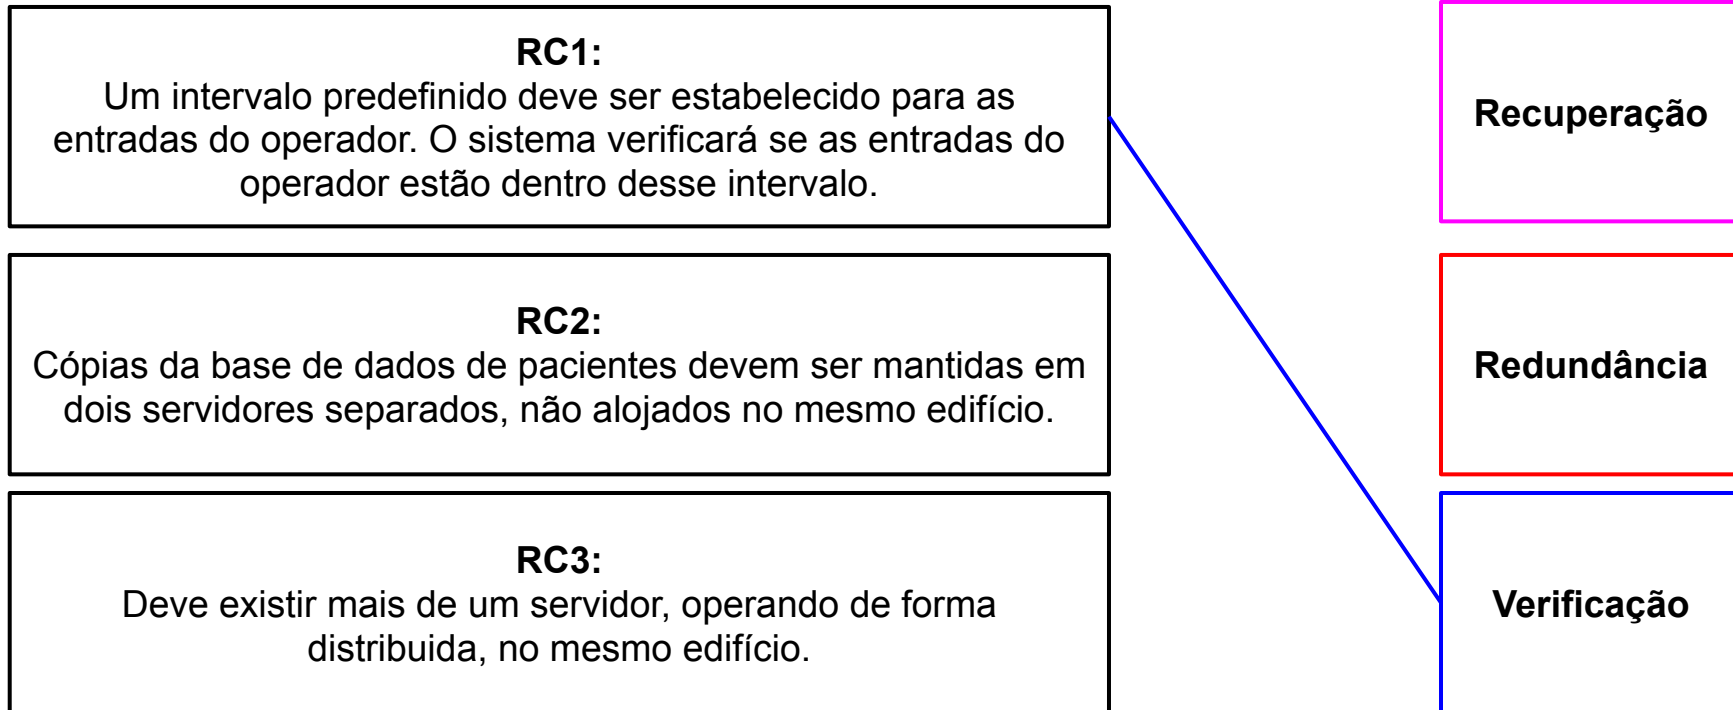 RC1:
Um intervalo predefinido deve ser estabelecido para as
entradas do operador. O sistema verificará se as entradas do
operador estão dentro desse intervalo.
Recuperação
RC2:
Cópias da base de dados de pacientes devem ser mantidas em
dois servidores separados, não alojados no mesmo edifício.
Redundância
RC3:
Deve existir mais de um servidor, operando de forma
distribuida, no mesmo edifício.
Verificação